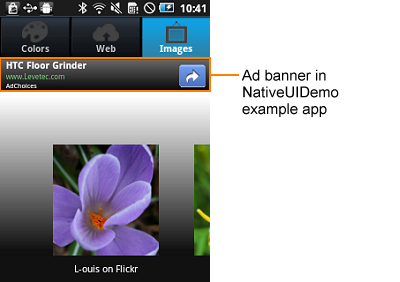 10:41
Colors
Web
Images
HTC Floor Grinder
www.Levetec.com
AdChoices
Ad banner in
NativeUIDemo
example app
L-ouis on Flickr